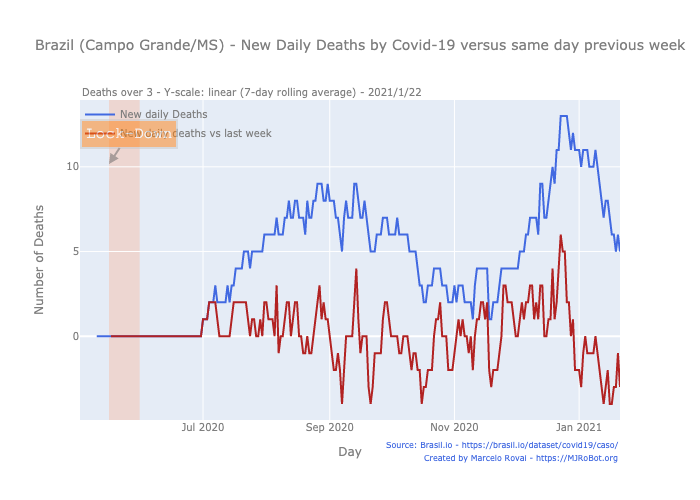 Brazil (Campo Grande/MS) - New Daily Deaths by Covid-19 versus same day previous week
Deaths over 3 - Y-scale: linear (7-day rolling average) - 2021/1/22
New daily Deaths
Lock Down
deaths vs last week
10
5
0
Number of Deaths
Jul 2020
Sep 2020
Nov 2020
Jan 2021
Day
Source: Brasil.io - https://brasil.io/dataset/covid19/caso/
Created by Marcelo Rovai - https://MJRoBot.org